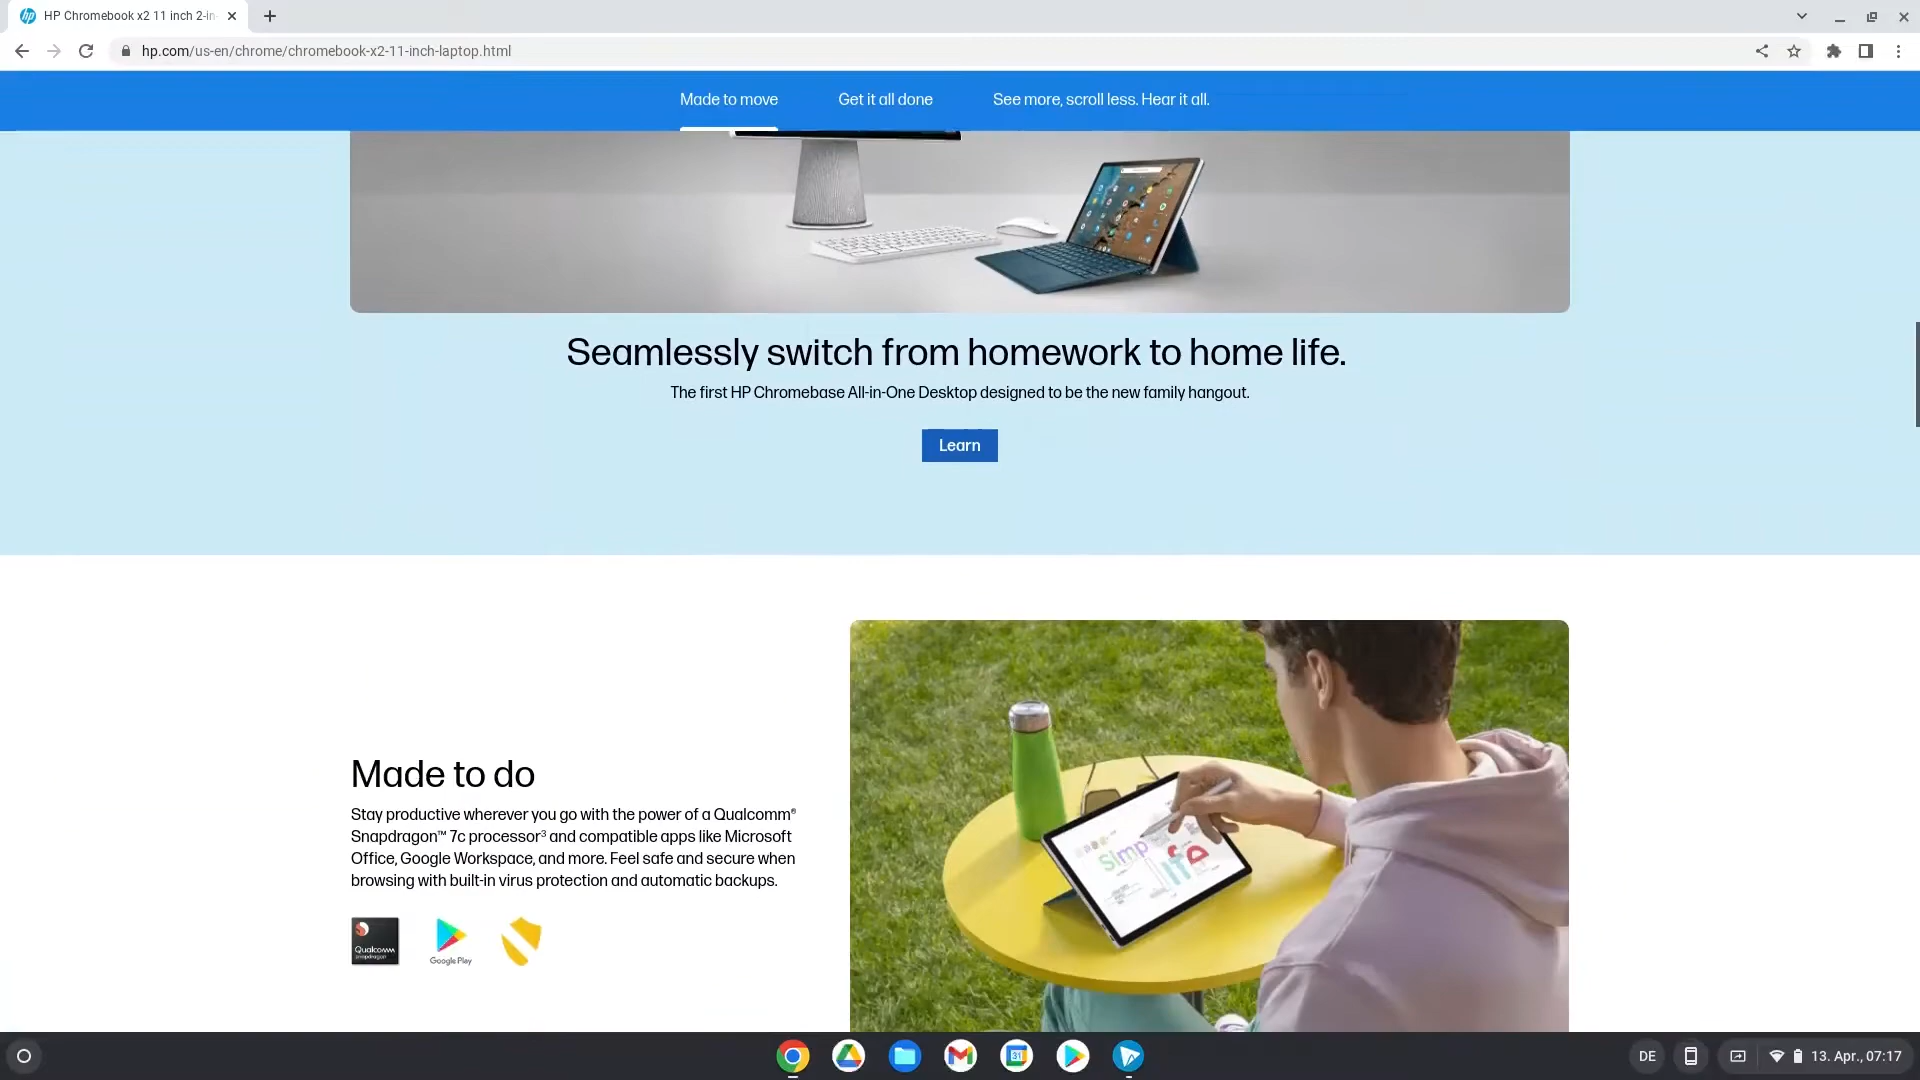 HP Chromebook x2 11 inch 2-in-
hp.com/us-en/chrome/chromebook-x2-11-inch-laptop.html
Made to move
Get it all done
See more, scroll less. Hear it all.
Seamlessly switch from homework to home life.
The first HP Chromebase All-in-One Desktop designed to be the new family hangout.
Learn
Made to do
Stay productive wherever you go with the power of a Qualcomm®
Snapdragon™ 7c processor³ and compatible apps like Microsoft
Office, Google Workspace, and more. Feel safe and secure when
browsing with built-in virus protection and automatic backups.
Qualcomm
snapdragon
Google Play
Simp
life
31
DE
13. Apr., 07:17